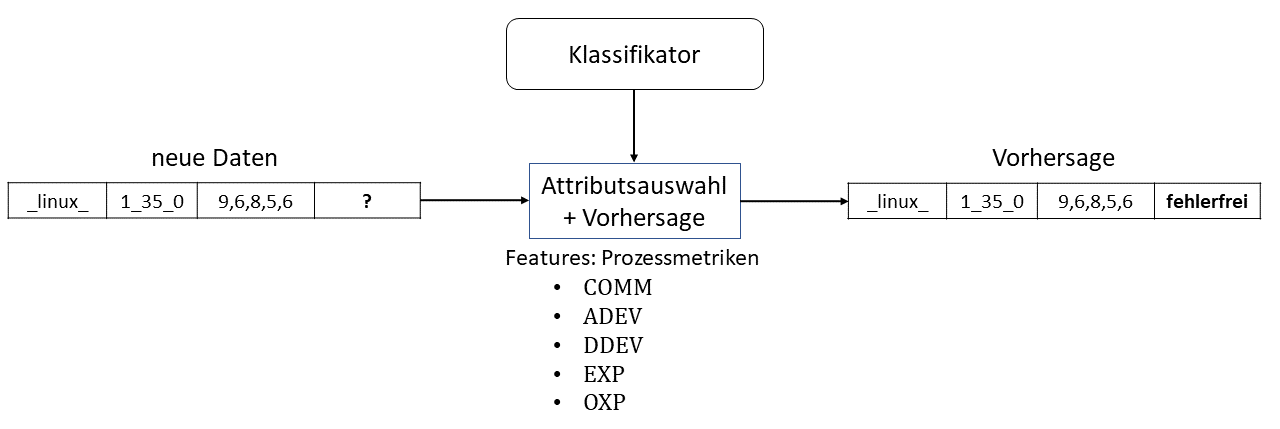 Klassifikator
neue Daten
_linux_ 1_35_0 9,6,8,5,6 ?
Attributsauswahl
+ Vorhersage
Vorhersage
_linux_ 1_35_0 9,6,8,5,6 fehlerfrei
Features: Prozessmetriken
• COMM
• ADEV
• DDEV
• EXP
• OXP